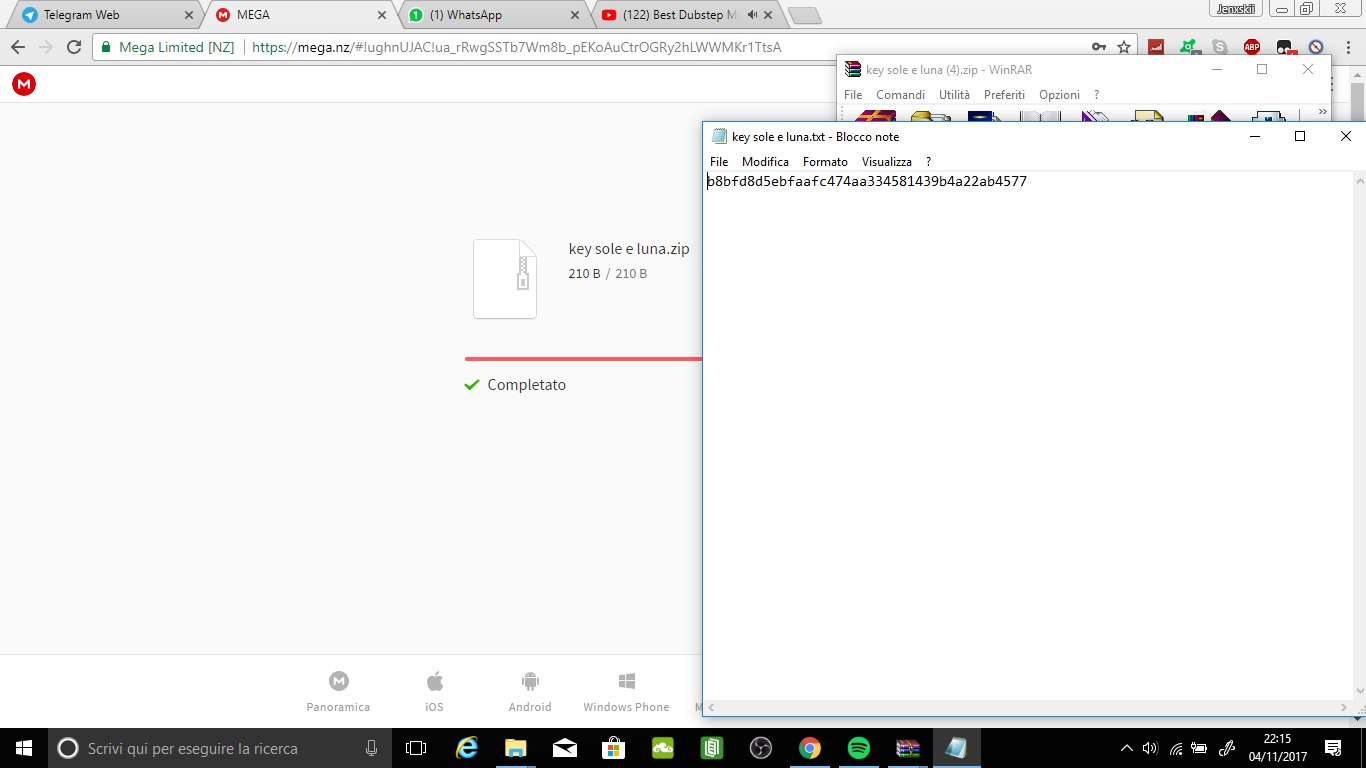 Telegram Web
MEGA
(1) WhatsApp
(122) Best Dubstep M
Jenxskii
Mega Limited [NZ]
https://mega.nz/#!ughnUJAC!ua_rRwgSSTb7Wm8b_pEKoAuCtrOGRy2hLWWMKr1TtsA
ABP
key sole e luna (4).zip - WinRAR
File Comandi Utilità Preferiti Opzioni ?
key sole e luna.txt - Blocco note
File Modifica Formato Visualizza ?
b8bfd8d5ebfaafc474aa334581439b4a22ab4577
key sole e luna.zip
210 B / 210 B
Completato
Panoramica
iOS
Android
Windows Phone
Scrivi qui per eseguire la ricerca
22:15
04/11/2017